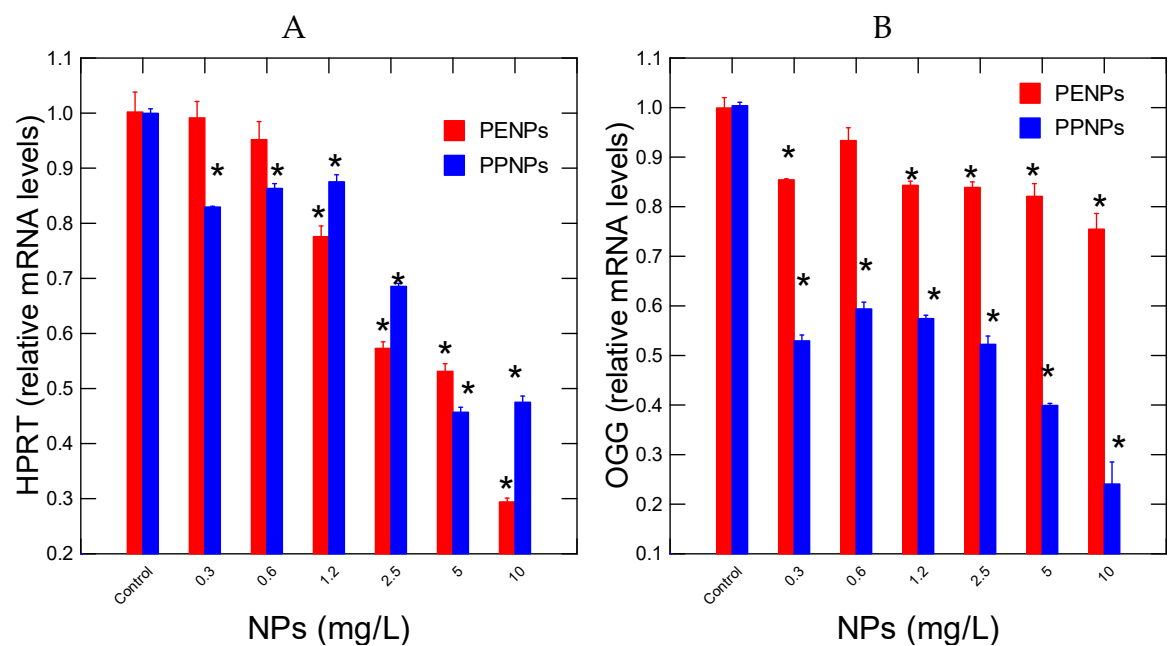 A
HPRT (relative mRNA levels)
1.1
1.0
0.9
0.8
0.7
0.6
0.5
0.4
0.3
0.2
PENPs
PPNPs
* * * * * * * * * *
Control 0.3 0.6 1.2 2.5 5 10
NPs (mg/L)
B
OGG (relative mRNA levels)
1.1
1.0
0.9
0.8
0.7
0.6
0.5
0.4
0.3
0.2
0.1
PENPs
PPNPs
* * * * * * * * * * *
Control 0.3 0.6 1.2 2.5 5 10
NPs (mg/L)